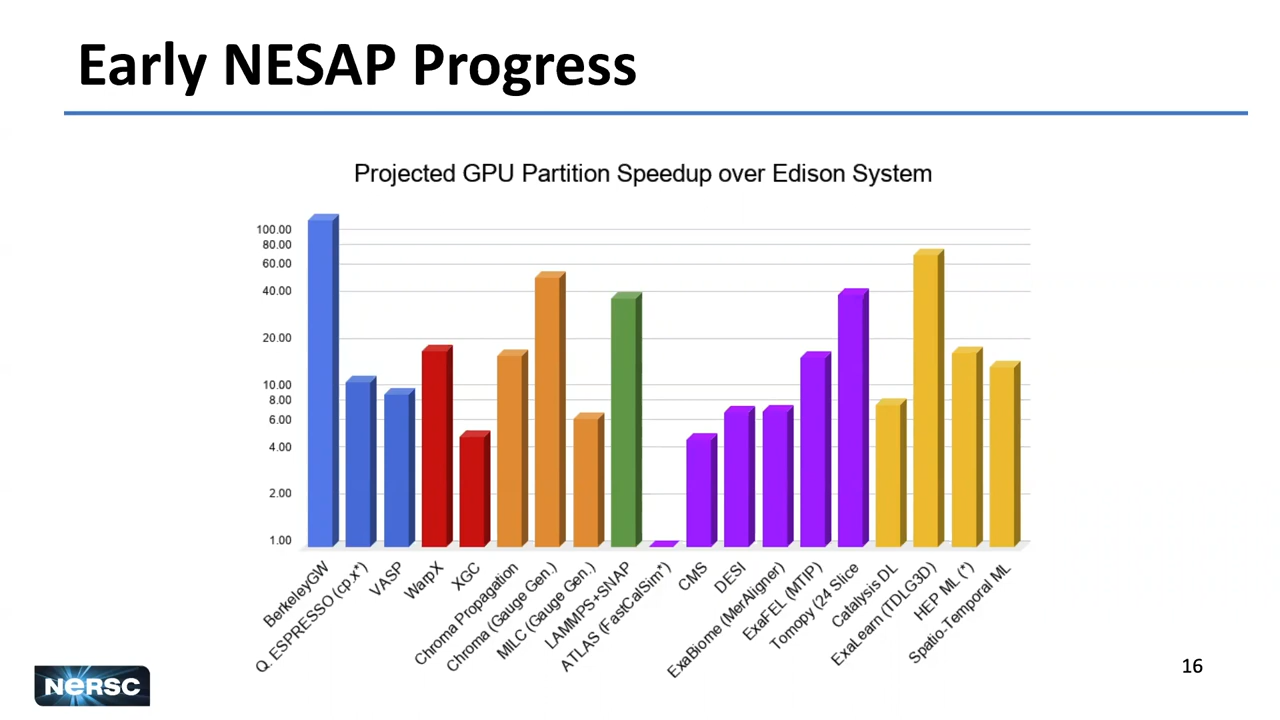 Early NESAP Progress
Projected GPU Partition Speedup over Edison System
100.00
80.00
60.00
40.00
20.00
10.00
8.00
6.00
4.00
2.00
1.00
BerkeleyGW
Q. ESPRESSO (cp.x*)
VASP
WarpX
XGC
Chroma Propagation
Chroma (Gauge Gen.)
MILC (Gauge Gen.)
LAMMPS+SNAP
ATLAS (FastCalSim*)
CMS
DESI
ExaBiome (MerAligner)
ExaFEL (MTIP)
Tomopy (24 Slice
Catalysis DL
ExaLearn (TDLG3D)
HEP ML (*)
Spatio-Temporal ML
NERSC
16